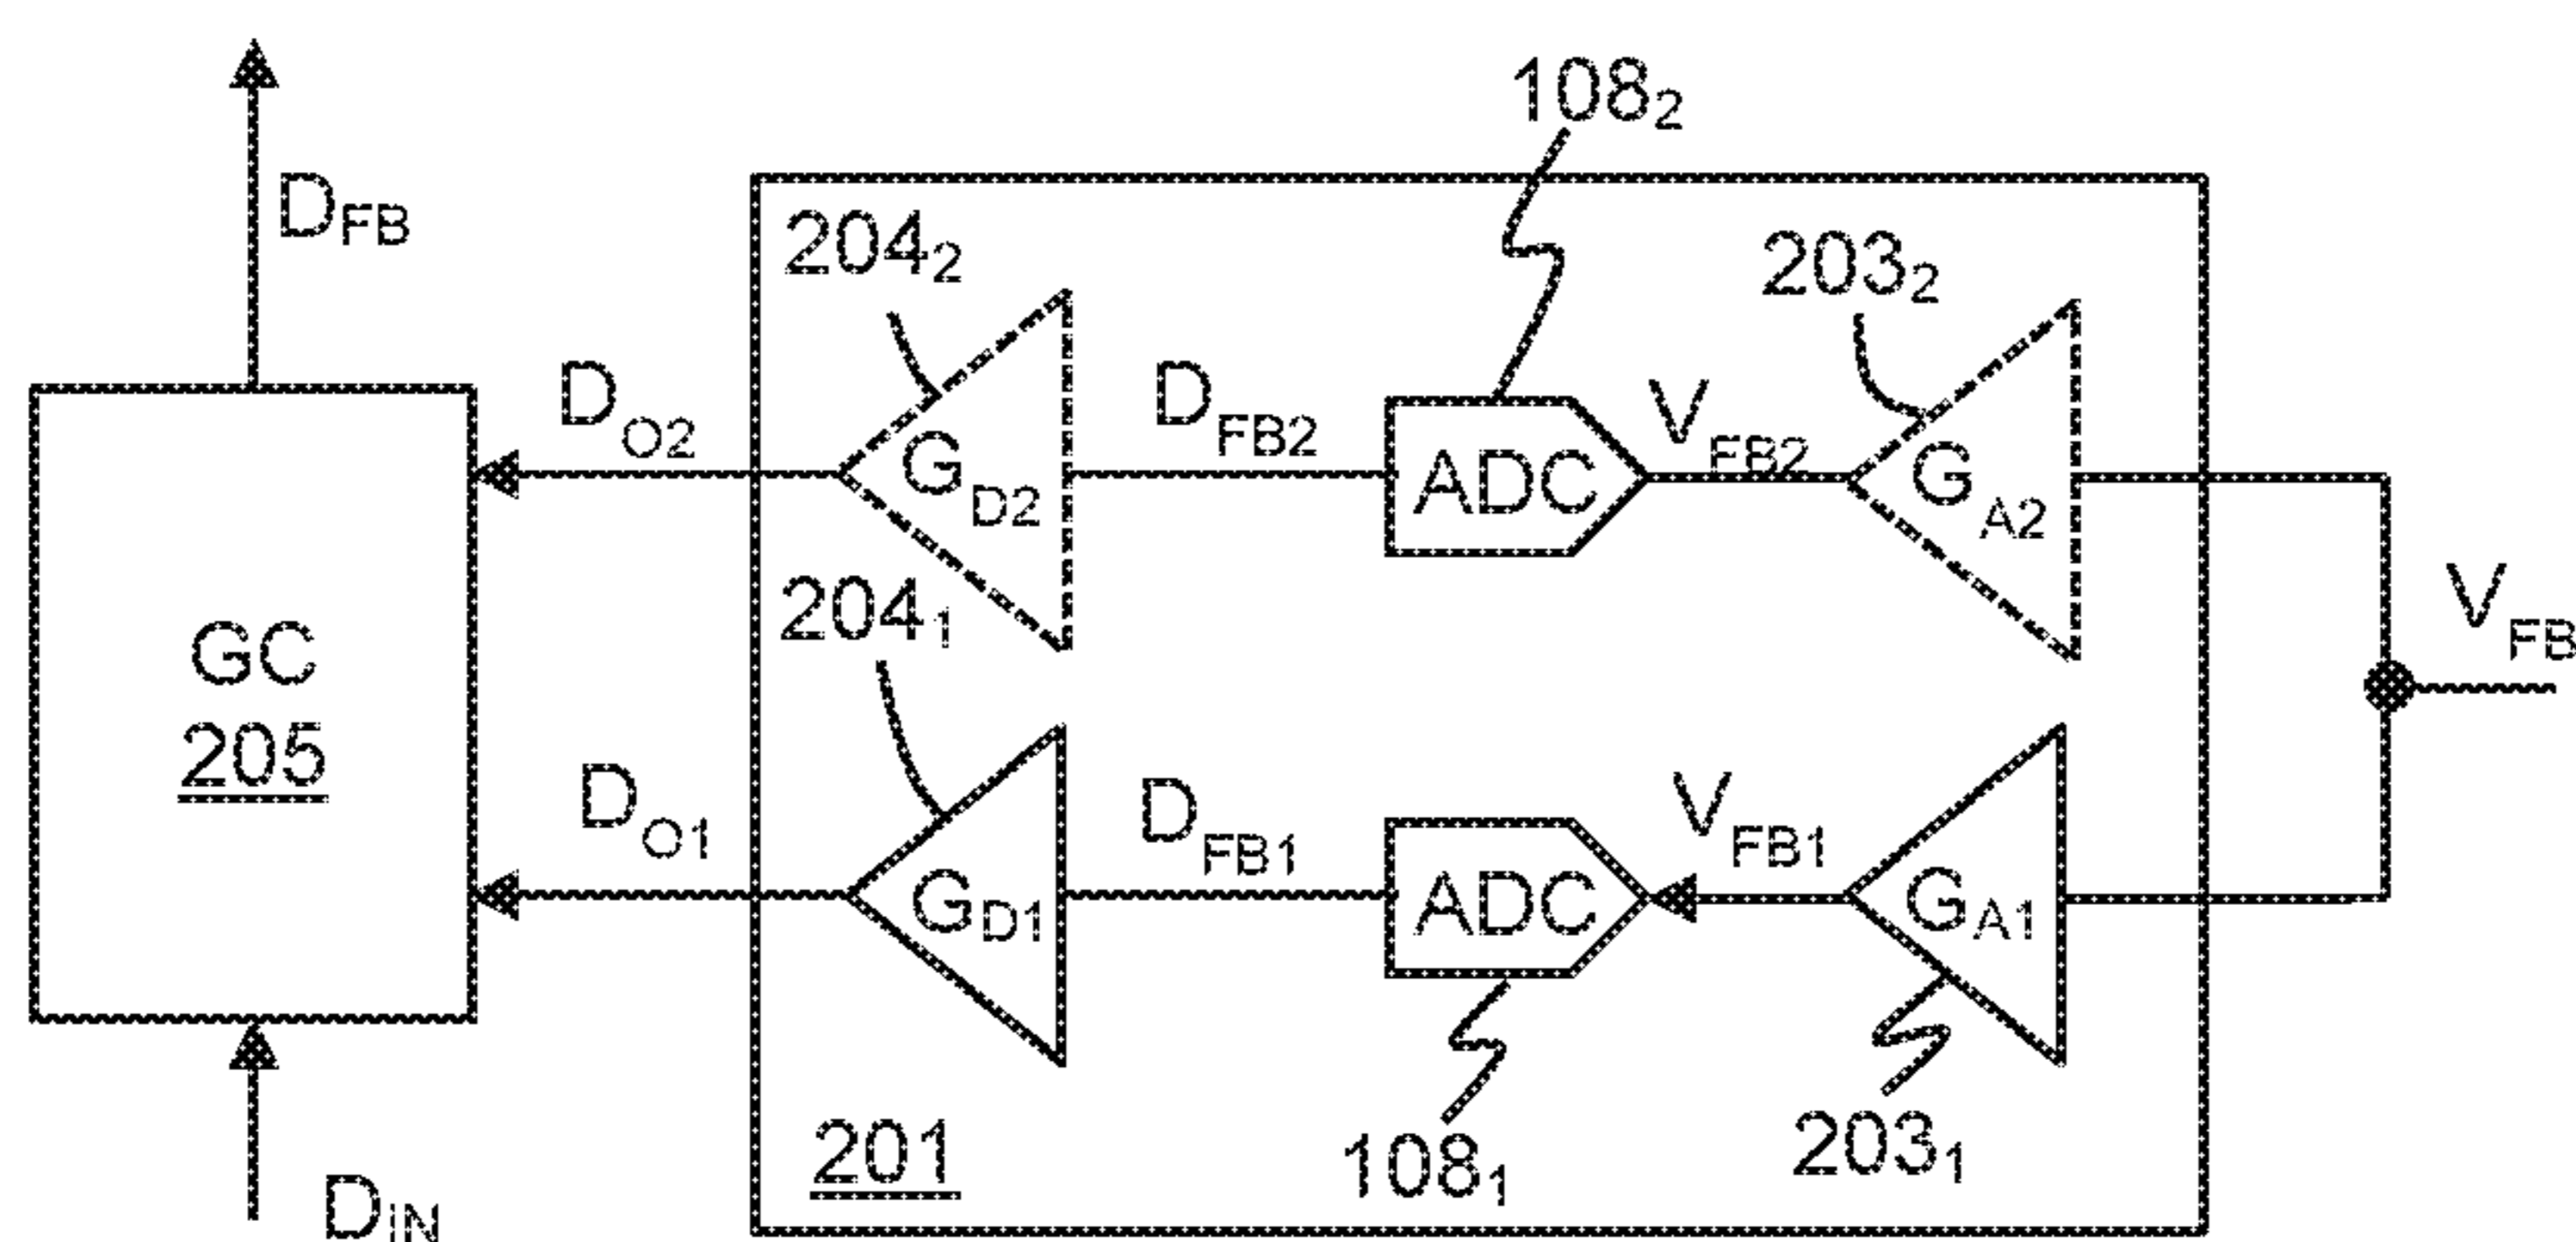 108₂
D_FB
204₂
203₂
D_O2
D_FB2
V_FB2
G_D2
ADC
G_A2
V_FB
204₁
GC
205
D_O1
D_FB1
V_FB1
G_D1
ADC
G_A1
201
108₁
203₁
D_IN